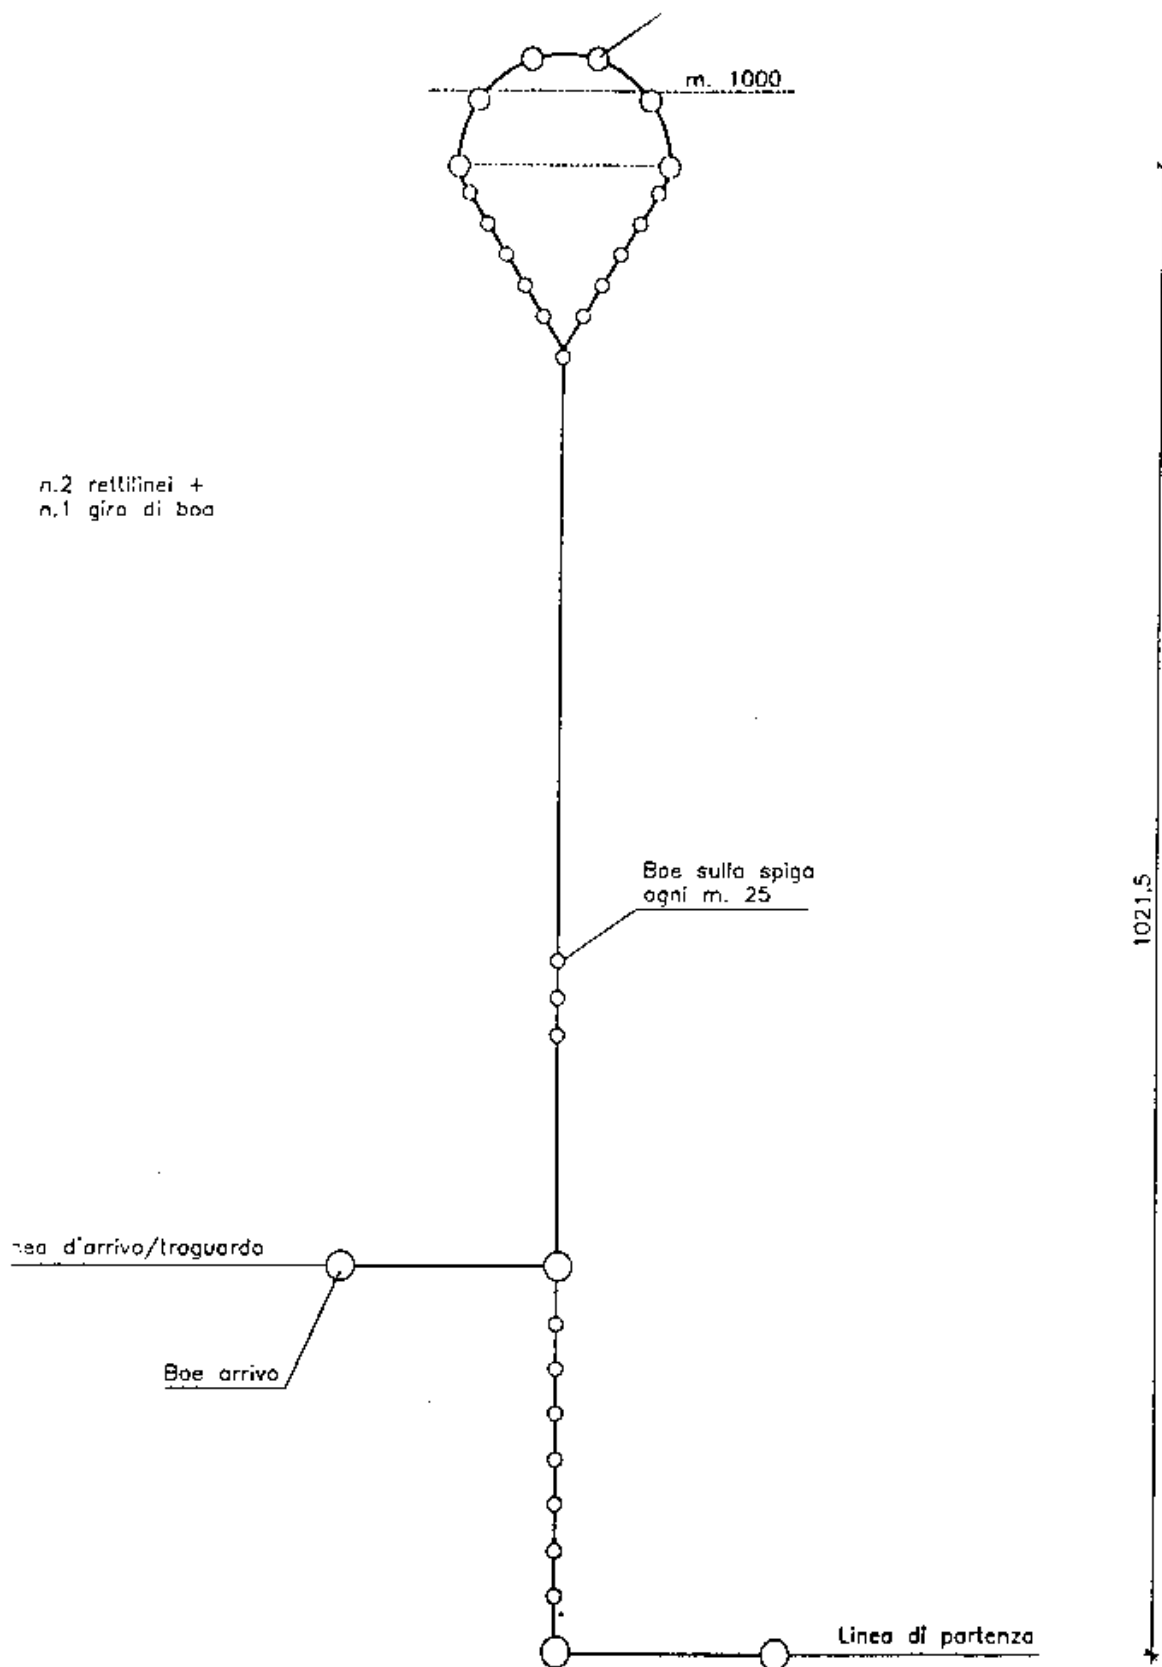 m. 1000
n.2 rettilinei +
n.1 giro di boa
Boe sulla spiga
ogni m. 25
1021,5
nea d'arrivo/traguardo
Boe arrivo
Linea di partenza